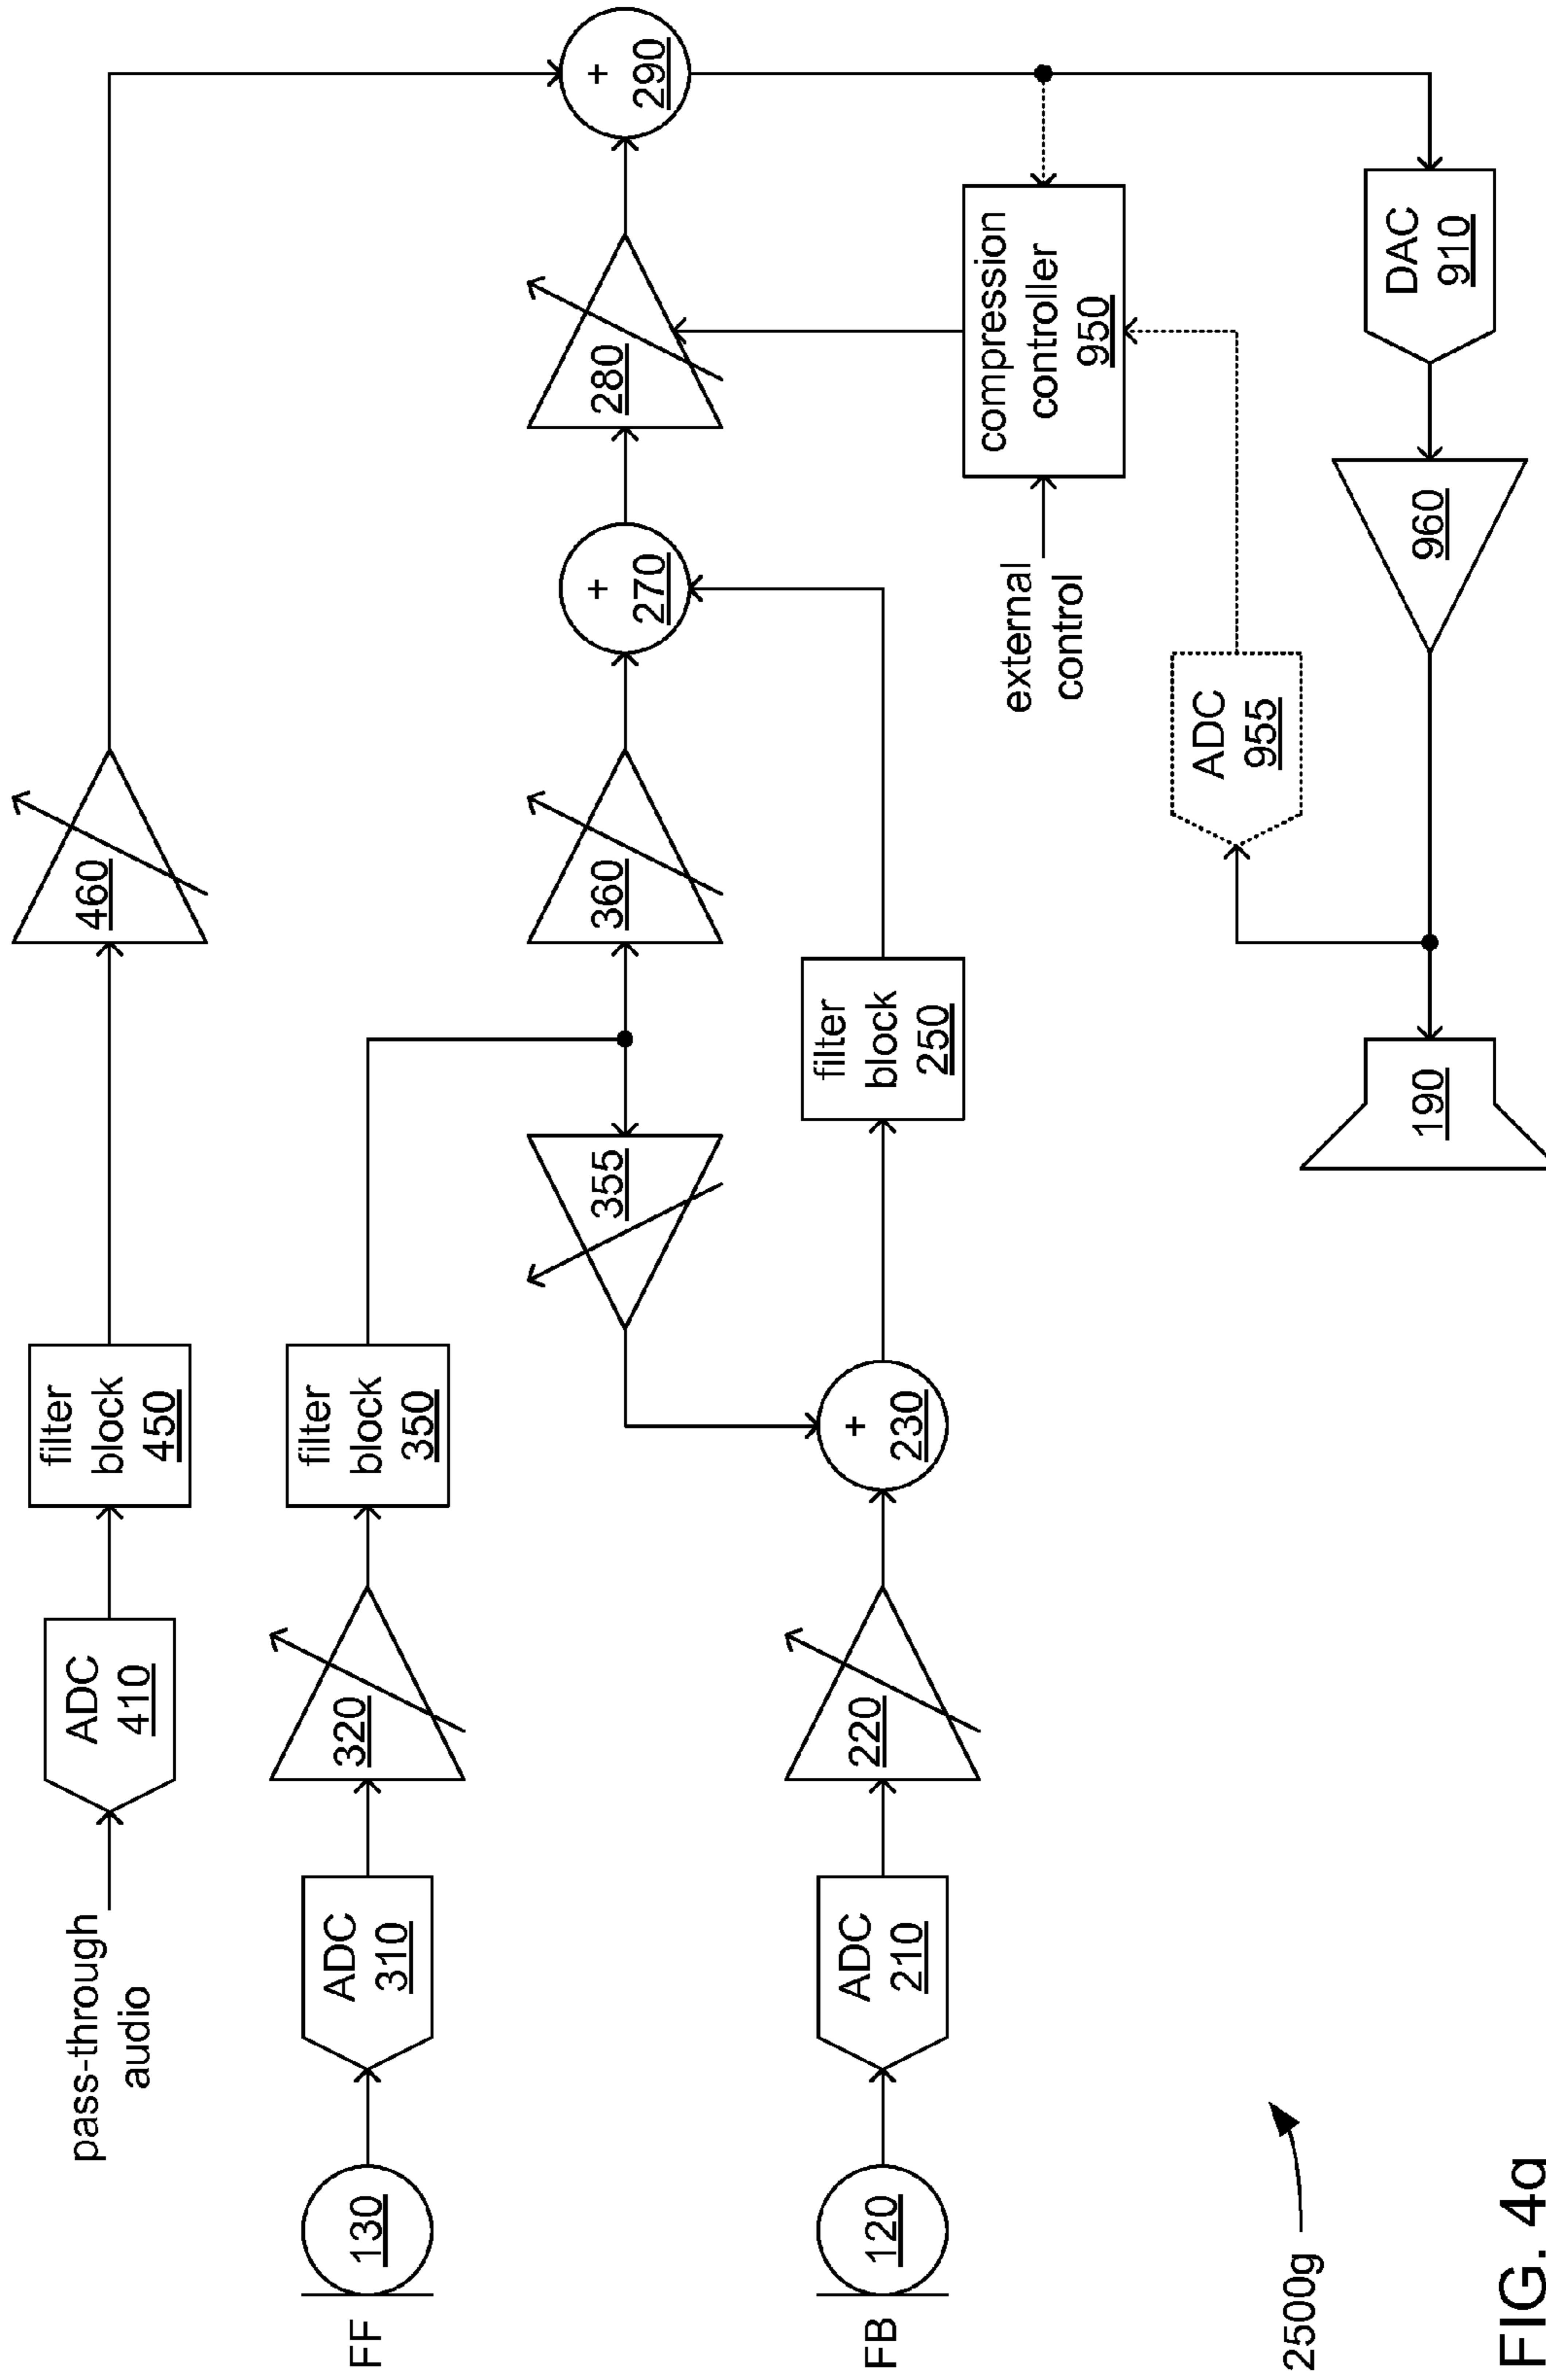 pass-through
audio
ADC
410
filter
block
450
460
FF
130
ADC
310
320
filter
block
350
355
360
+
270
280
+
290
FB
120
ADC
210
220
+
230
filter
block
250
external
control
compression
controller
950
ADC
955
190
960
DAC
910
2500g
FIG. 4g